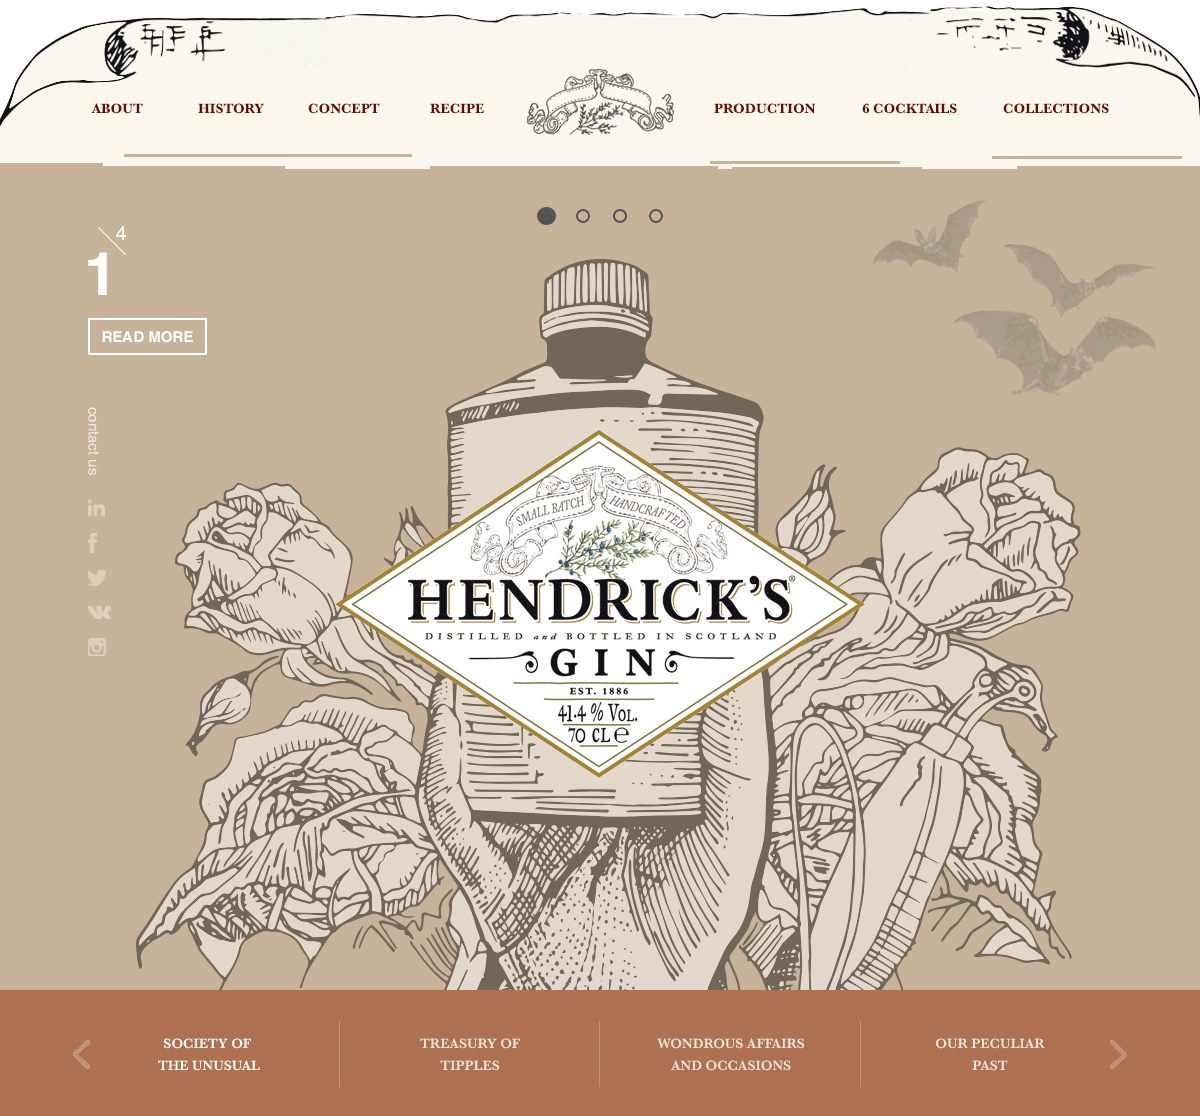 ABOUT
HISTORY
CONCEPT
RECIPE
PRODUCTION
6 COCKTAILS
COLLECTIONS
4
1
READ MORE
contact us
SMALL BATCH HANDCRAFTED
HENDRICK'S®
DISTILLED and BOTTLED IN SCOTLAND
GIN
EST. 1886
41.4 % VOL.
70 CL ℮
SOCIETY OF
THE UNUSUAL
TREASURY OF
TIPPLES
WONDROUS AFFAIRS
AND OCCASIONS
OUR PECULIAR
PAST